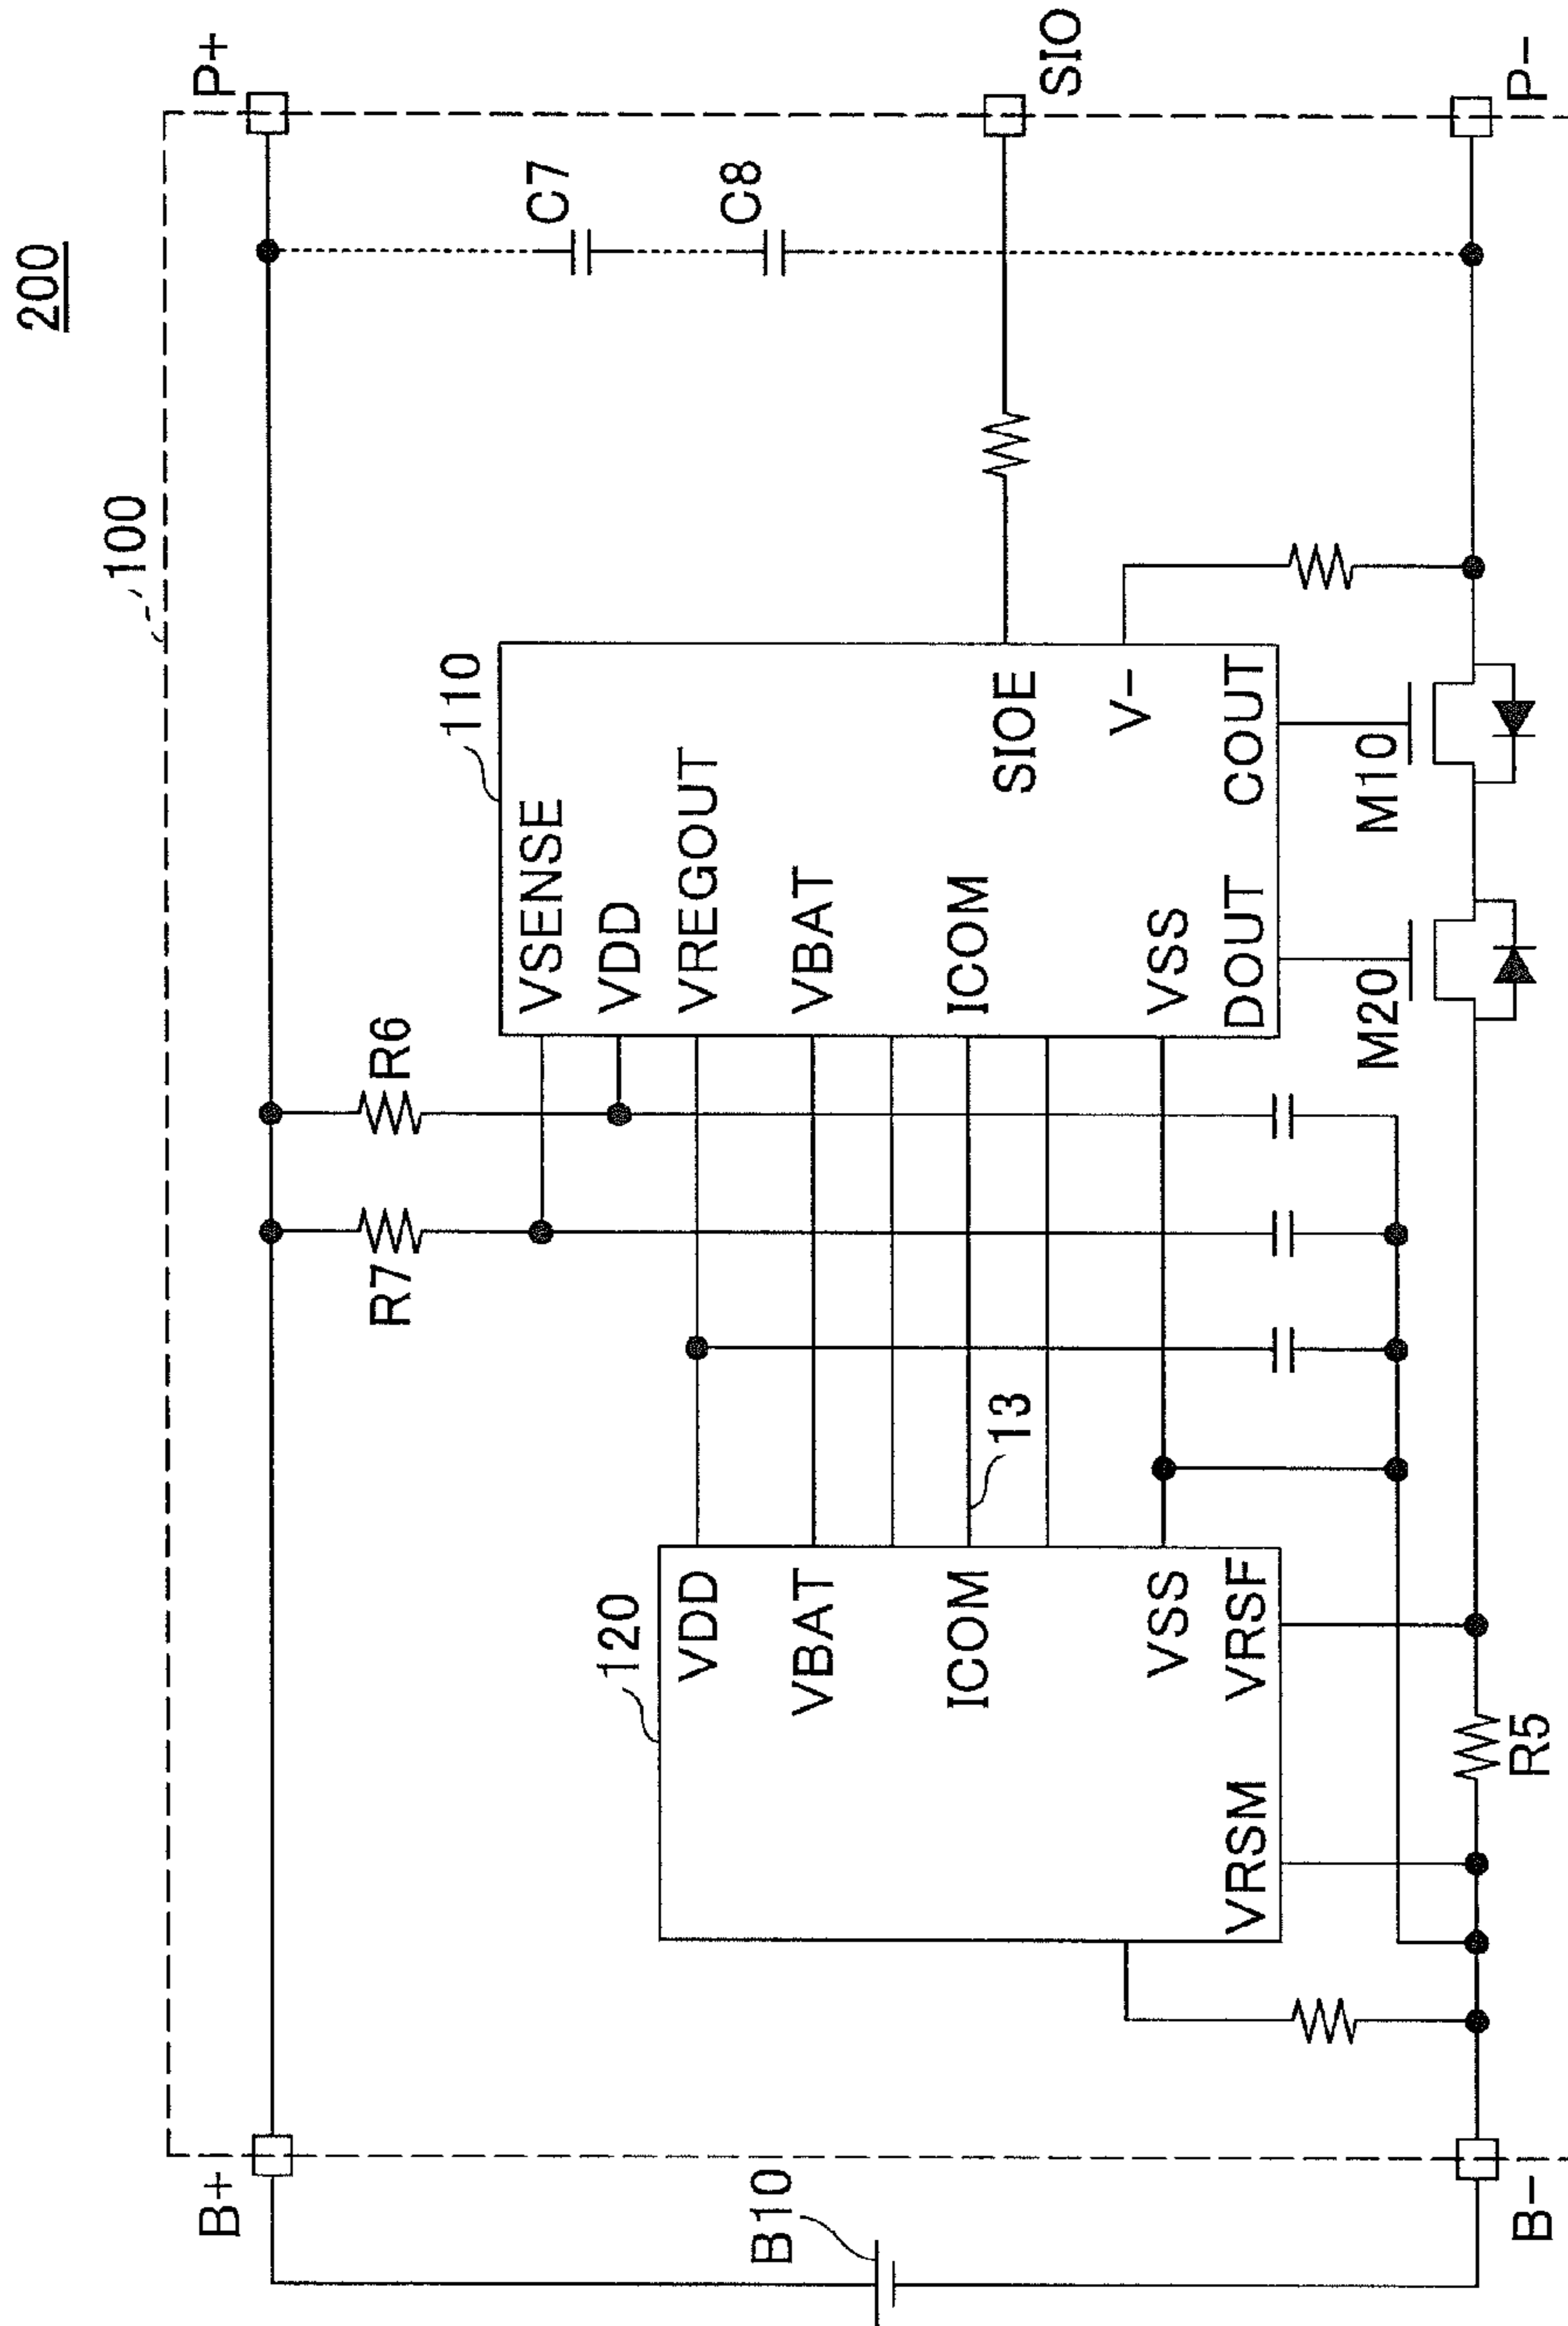 200
100
P+
C7
C8
SIO
P-
110
VSENSE
VDD
VREGOUT
VBAT
ICOM
VSS
SIOE
V-
DOUT
COUT
M10
M20
R6
R7
13
120
VDD
VBAT
ICOM
VSS
VRSF
VRSM
R5
B+
B10
B-